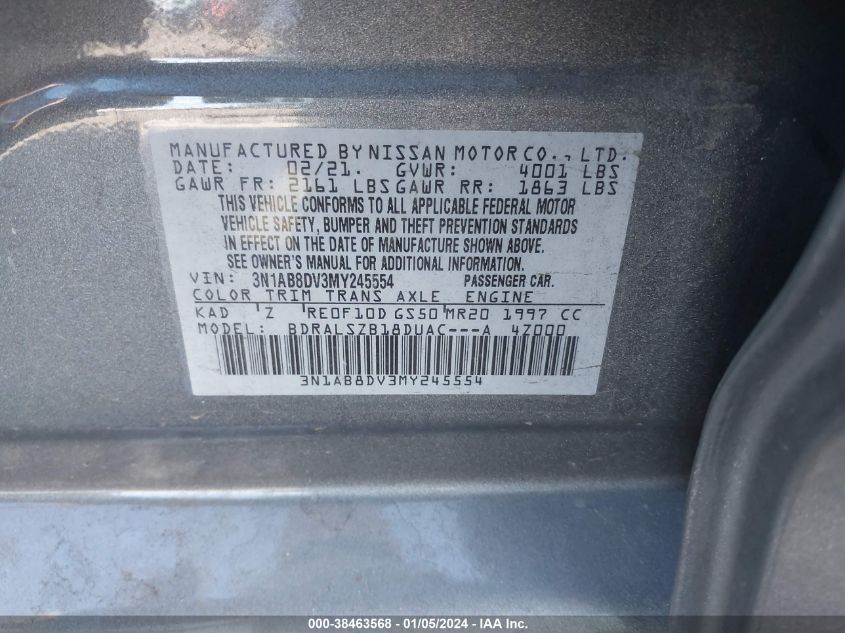 MANUFACTURED BY NISSAN MOTOR CO., LTD.
DATE: 02/21. GVWR: 4001 LBS
GAWR FR: 2161 LBS GAWR RR: 1863 LBS
THIS VEHICLE CONFORMS TO ALL APPLICABLE FEDERAL MOTOR
VEHICLE SAFETY, BUMPER AND THEFT PREVENTION STANDARDS
IN EFFECT ON THE DATE OF MANUFACTURE SHOWN ABOVE.
SEE OWNER'S MANUAL FOR ADDITIONAL INFORMATION.
VIN: 3N1AB8DV3MY245554 PASSENGER CAR.
COLOR TRIM TRANS AXLE ENGINE
KAD Z RE0F10D GS50 MR20 1997 CC
MODEL: BDRALSZB18DUAC---A 4Z000
3N1AB8DV3MY245554
000-38463568 - 01/05/2024 - IAA Inc.